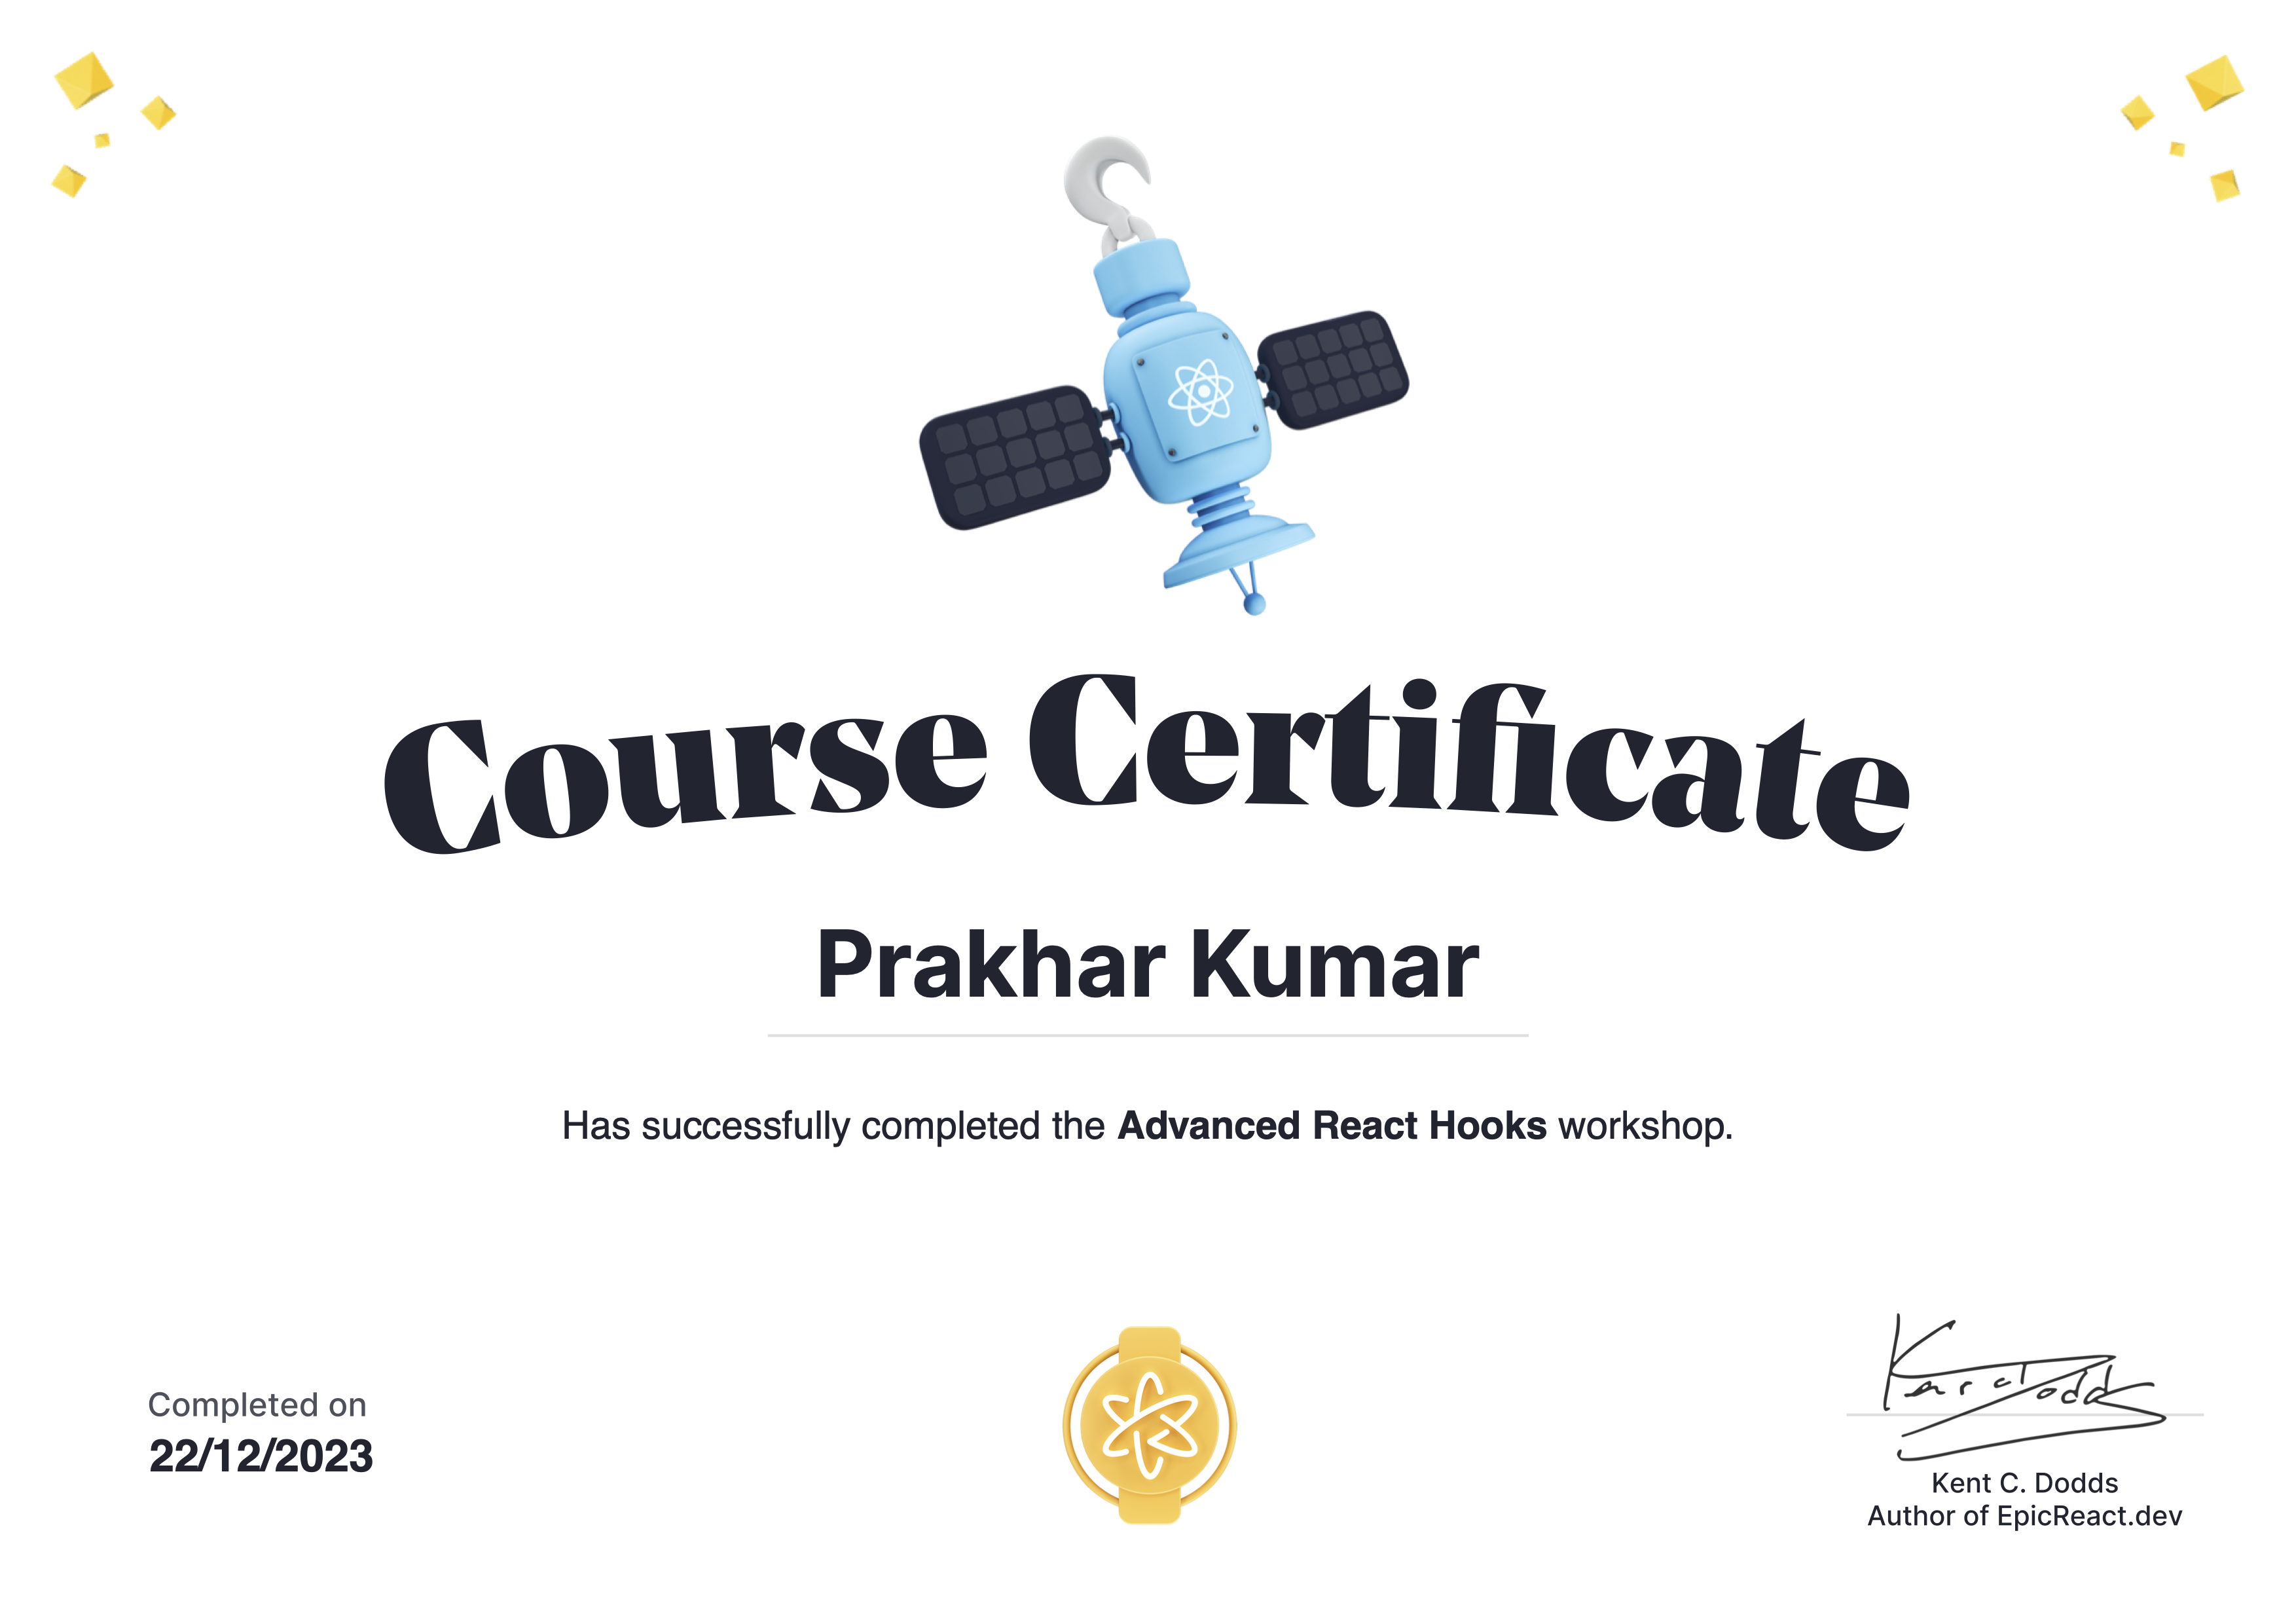 Course Certificate
Prakhar Kumar
Has successfully completed the Advanced React Hooks workshop.
Completed on
22/12/2023
Kent C. Dodds
Kent C. Dodds
Author of EpicReact.dev